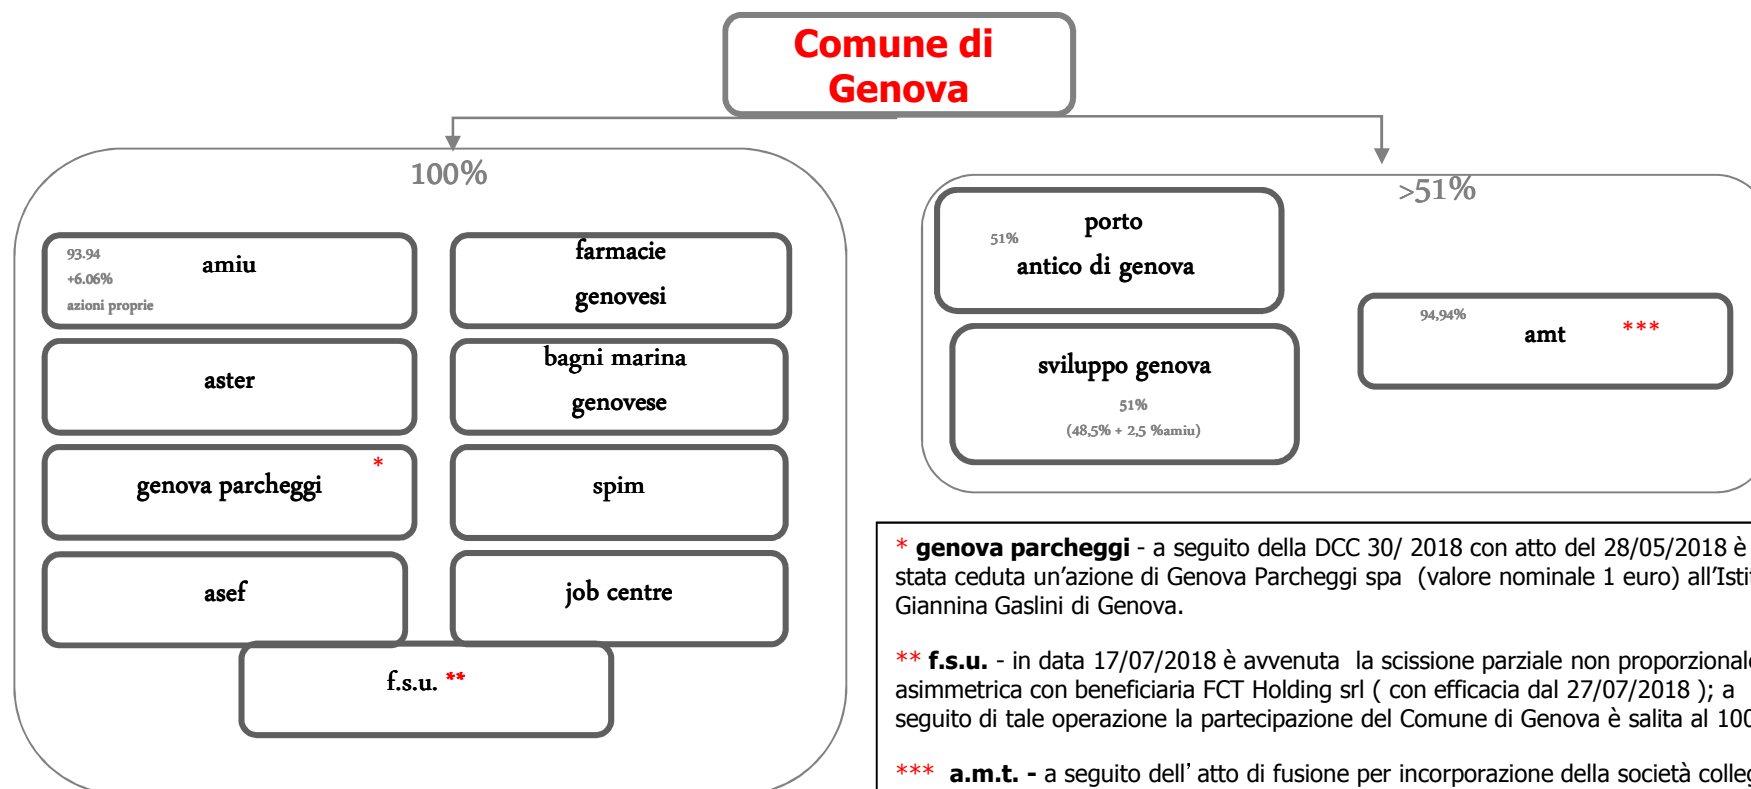 Comune di
Genova
100%
93.94
+6.06%
azioni proprie
amiu
farmacie
genovesi
aster
bagni marina
genovese
genova parcheggi *
spim
asef
job centre
f.s.u. **
>51%
51%
porto
antico di genova
sviluppo genova
51%
(48,5% + 2,5 %amiu)
94,94%
amt ***
* genova parcheggi - a seguito della DCC 30/ 2018 con atto del 28/05/2018 è
stata ceduta un'azione di Genova Parcheggi spa (valore nominale 1 euro) all'Isti
Giannina Gaslini di Genova.
** f.s.u. - in data 17/07/2018 è avvenuta la scissione parziale non proporzionale
asimmetrica con beneficiaria FCT Holding srl ( con efficacia dal 27/07/2018 ); a
seguito di tale operazione la partecipazione del Comune di Genova è salita al 100
*** a.m.t. - a seguito dell' atto di fusione per incorporazione della società colleg